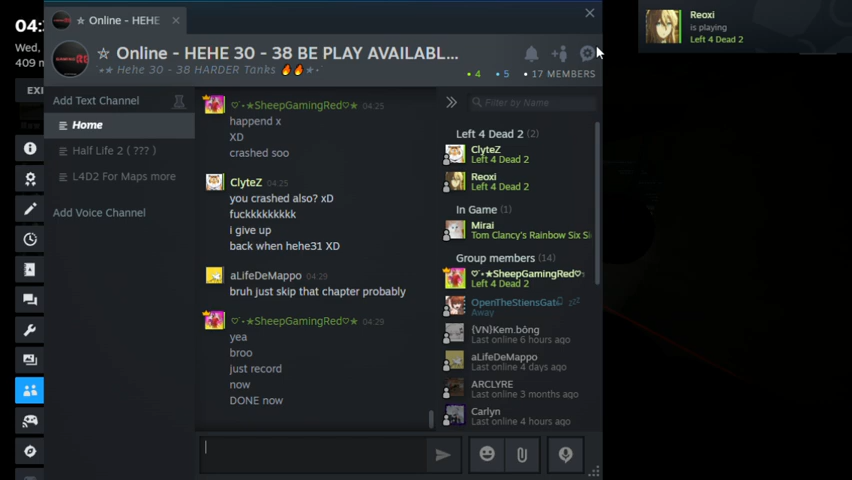 04:
Wed,
409 m
EXI
☆ Online - HEHE
☆ Online - HEHE 30 - 38 BE PLAY AVAILABL...
★ Hehe 30 - 38 HARDER Tanks 🔥🔥★⋆
4 5 17 MEMBERS
Add Text Channel
Home
Half Life 2 ( ??? )
L4D2 For Maps more
Add Voice Channel
♡⋆★SheepGamingRed♡★ 04:25
happend x
XD
crashed soo
ClyteZ 04:25
you crashed also? xD
fuckkkkkkkkk
i give up
back when hehe31 XD
aLifeDeMappo 04:29
bruh just skip that chapter probably
♡⋆★SheepGamingRed♡★ 04:29
yea
broo
just record
now
DONE now
Filter by Name
Left 4 Dead 2 (2)
ClyteZ
Left 4 Dead 2
Reoxi
Left 4 Dead 2
In Game (1)
Mirai
Tom Clancy's Rainbow Six Si
Group members (14)
♡⋆★SheepGamingRed♡
Left 4 Dead 2
OpenTheStiensGat
Away
(VN)Kem.bông
Last online 6 hours ago
aLifeDeMappo
Last online 4 days ago
ARCLYRE
Last online 3 months ago
Carlyn
Last online 4 hours ago
Reoxi
is playing
Left 4 Dead 2